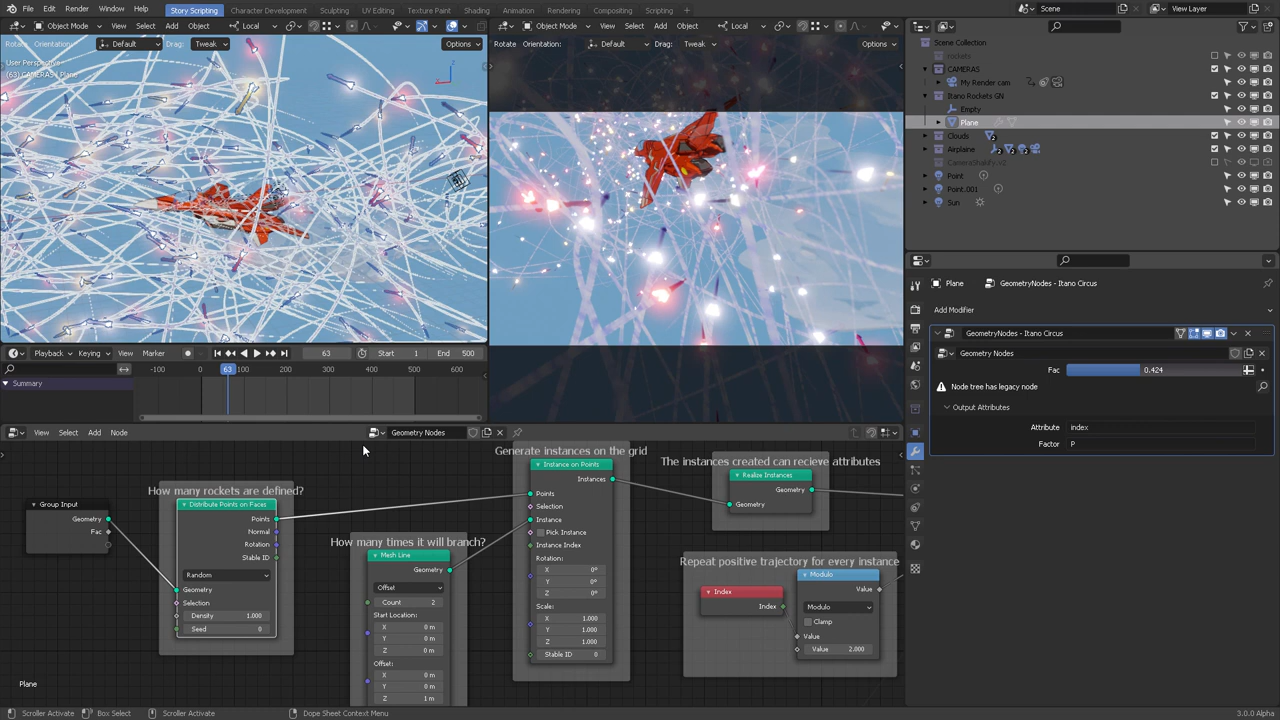 File Edit Render Window Help
Story Scripting Character Development Sculpting UV Editing Texture Paint Shading Animation Rendering Compositing Scripting
Scene
View Layer
Object Mode View Select Add Object Local
Rotate Orientation: Default Drag: Tweak Options
User Perspective
(63) CAMERAS | Plane
Object Mode View Select Add Object Local
Rotate Orientation: Default Drag: Tweak Options
Scene Collection
rockets
CAMERAS
My Render cam
Itano Rockets GN
Empty
Plane
Clouds
Airplaine
CameraShakify.v2
Point
Point.001
Sun
Plane GeometryNodes - Itano Circus
Add Modifier
GeometryNodes - Itano Circus
Geometry Nodes
Fac 0.424
Node tree has legacy node
Output Attributes
Attribute index
Factor P
Playback Keying View Marker 63 Start 1 End 500
-100 0 63 100 200 300 400 500 600
Summary
View Select Add Node Geometry Nodes
Group Input
Geometry
Fac
How many rockets are defined?
Distribute Points on Faces
Points
Normal
Rotation
Stable ID
Random
Geometry
Selection
Density 1.000
Seed 0
How many times it will branch?
Mesh Line
Geometry
Offset
Count 2
Start Location:
X 0 m
Y 0 m
Z 0 m
Offset:
X 0 m
Y 0 m
Z 1 m
Generate instances on the grid
Instance on Points
Instances
Points
Selection
Instance
Pick Instance
Instance Index
Rotation:
X 0°
Y 0°
Z 0°
Scale:
X 1.000
Y 1.000
Z 1.000
Stable ID 0
The instances created can recieve attributes
Realize Instances
Geometry
Geometry
Repeat positive trajectory for every instance
Index
Index
Modulo
Value
Modulo
Clamp
Value
Value 2.000
Plane
Scroller Activate Box Select Scroller Activate Dope Sheet Context Menu 3.0.0 Alpha